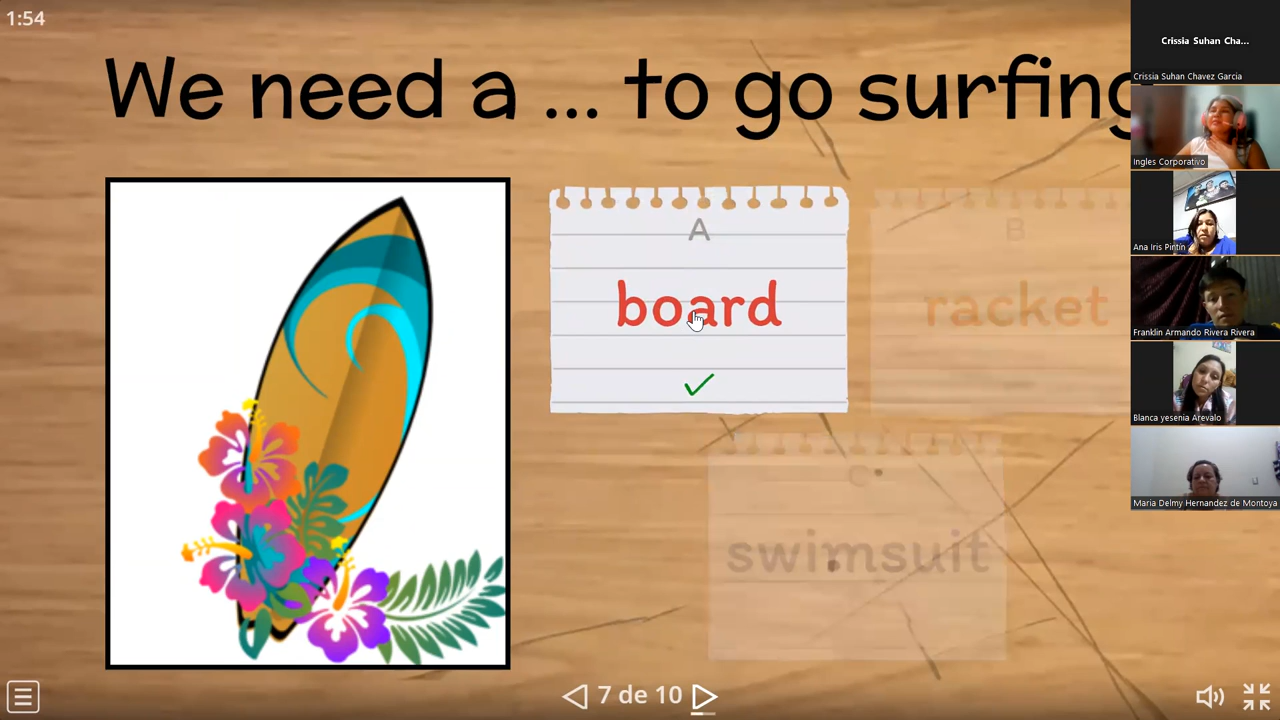 1:54
We need a ... to go surfing
A
board
B
racket
C
swimsuit
7 de 10
Crissia Suhan Cha...
Crissia Suhan Chavez Garcia
Ingles Corporativo
Ana Iris Pintin
Franklin Armando Rivera Rivera
Blanca yesenia Arevalo
Maria Delmy Hernandez de Montoya